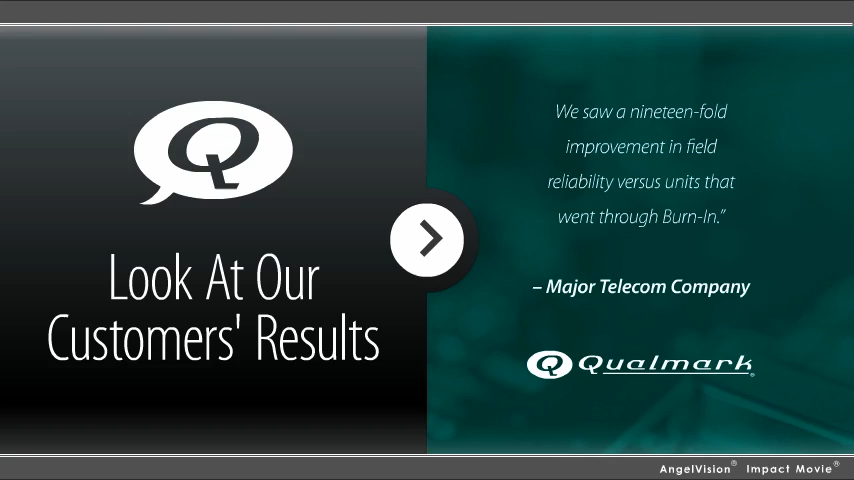 Q
Look At Our
Customers' Results
We saw a nineteen-fold
improvement in field
reliability versus units that
went through Burn-In.”
– Major Telecom Company
Q Qualmark®
AngelVision® Impact Movie®